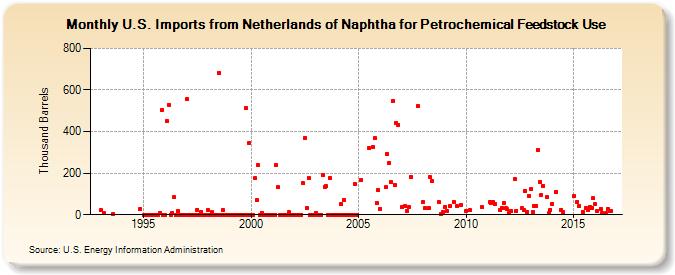 Monthly U.S. Imports from Netherlands of Naphtha for Petrochemical Feedstock Use
Thousand Barrels
800
600
400
200
0
1995 2000 2005 2010 2015
Source: U.S. Energy Information Administration